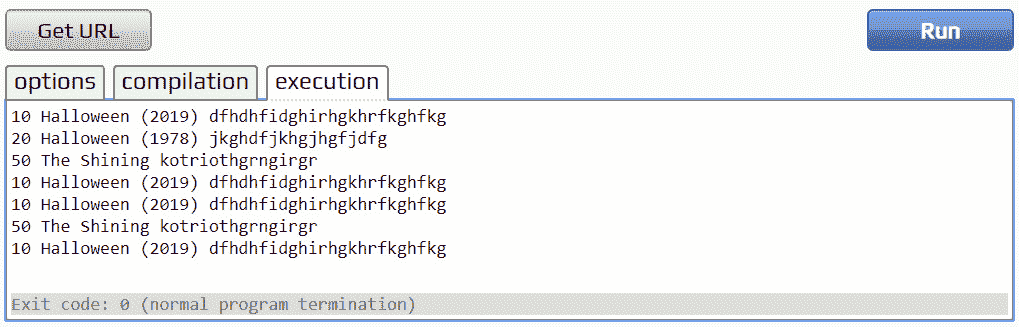 Get URL
Run
options compilation execution
10 Halloween (2019) dfhdhfidghirhgkhrfkghfkg
20 Halloween (1978) jkghdfjkhgjhgfjdfg
50 The Shining kotriothgrngirgr
10 Halloween (2019) dfhdhfidghirhgkhrfkghfkg
10 Halloween (2019) dfhdhfidghirhgkhrfkghfkg
50 The Shining kotriothgrngirgr
10 Halloween (2019) dfhdhfidghirhgkhrfkghfkg
Exit code: 0 (normal program termination)